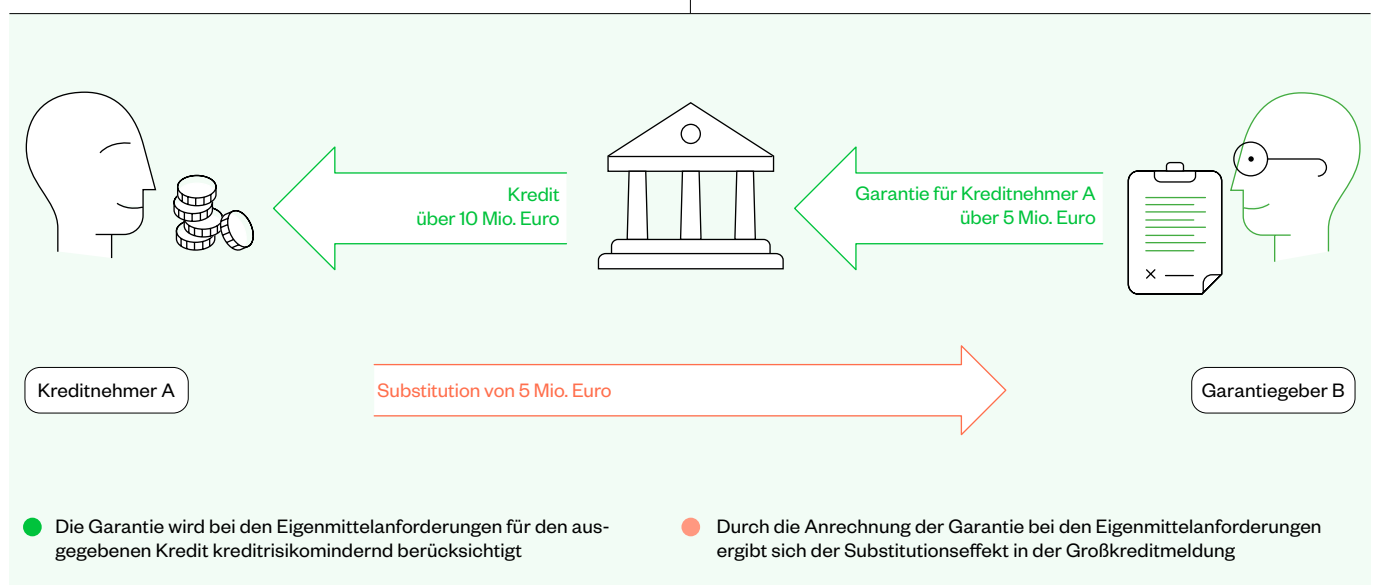 Kredit
über 10 Mio. Euro
Garantie für Kreditnehmer A
über 5 Mio. Euro
Kreditnehmer A
Substitution von 5 Mio. Euro
Garantiegeber B
Die Garantie wird bei den Eigenmittelanforderungen für den aus-
gegebenen Kredit kreditrisikomindernd berücksichtigt
Durch die Anrechnung der Garantie bei den Eigenmittelanforderungen
ergibt sich der Substitutionseffekt in der Großkreditmeldung